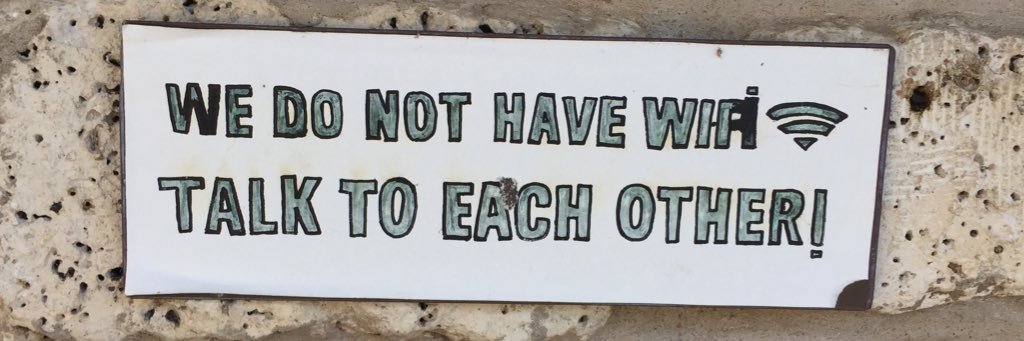 WE DO NOT HAVE WIFI
TALK TO EACH OTHER!